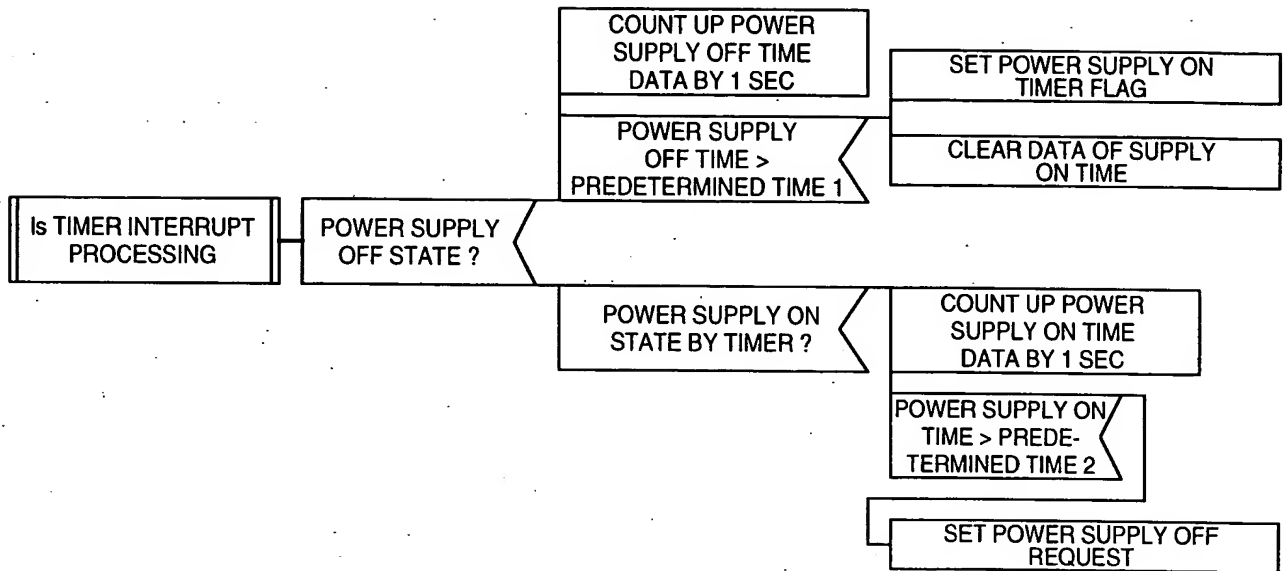 Is TIMER INTERRUPT
PROCESSING
POWER SUPPLY
OFF STATE ?
COUNT UP POWER
SUPPLY OFF TIME
DATA BY 1 SEC
POWER SUPPLY
OFF TIME >
PREDETERMINED TIME 1
SET POWER SUPPLY ON
TIMER FLAG
CLEAR DATA OF SUPPLY
ON TIME
POWER SUPPLY ON
STATE BY TIMER ?
COUNT UP POWER
SUPPLY ON TIME
DATA BY 1 SEC
POWER SUPPLY ON
TIME > PREDE-
TERMINED TIME 2
SET POWER SUPPLY OFF
REQUEST